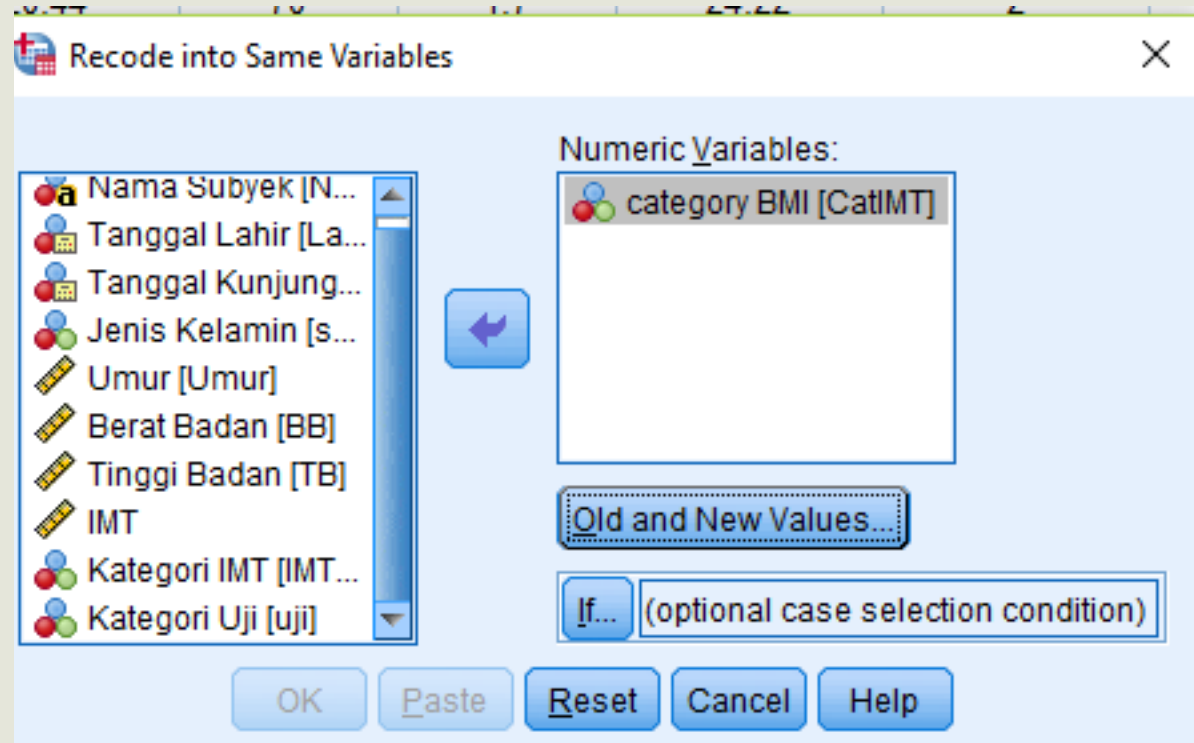 Recode into Same Variables
Numeric Variables:
Nama Subyek [N...
Tanggal Lahir [La...
Tanggal Kunjung...
Jenis Kelamin [s...
Umur [Umur]
Berat Badan [BB]
Tinggi Badan [TB]
IMT
Kategori IMT [IMT...
Kategori Uji [uji]
category BMI [CatIMT]
Old and New Values...
If... (optional case selection condition)
OK Paste Reset Cancel Help